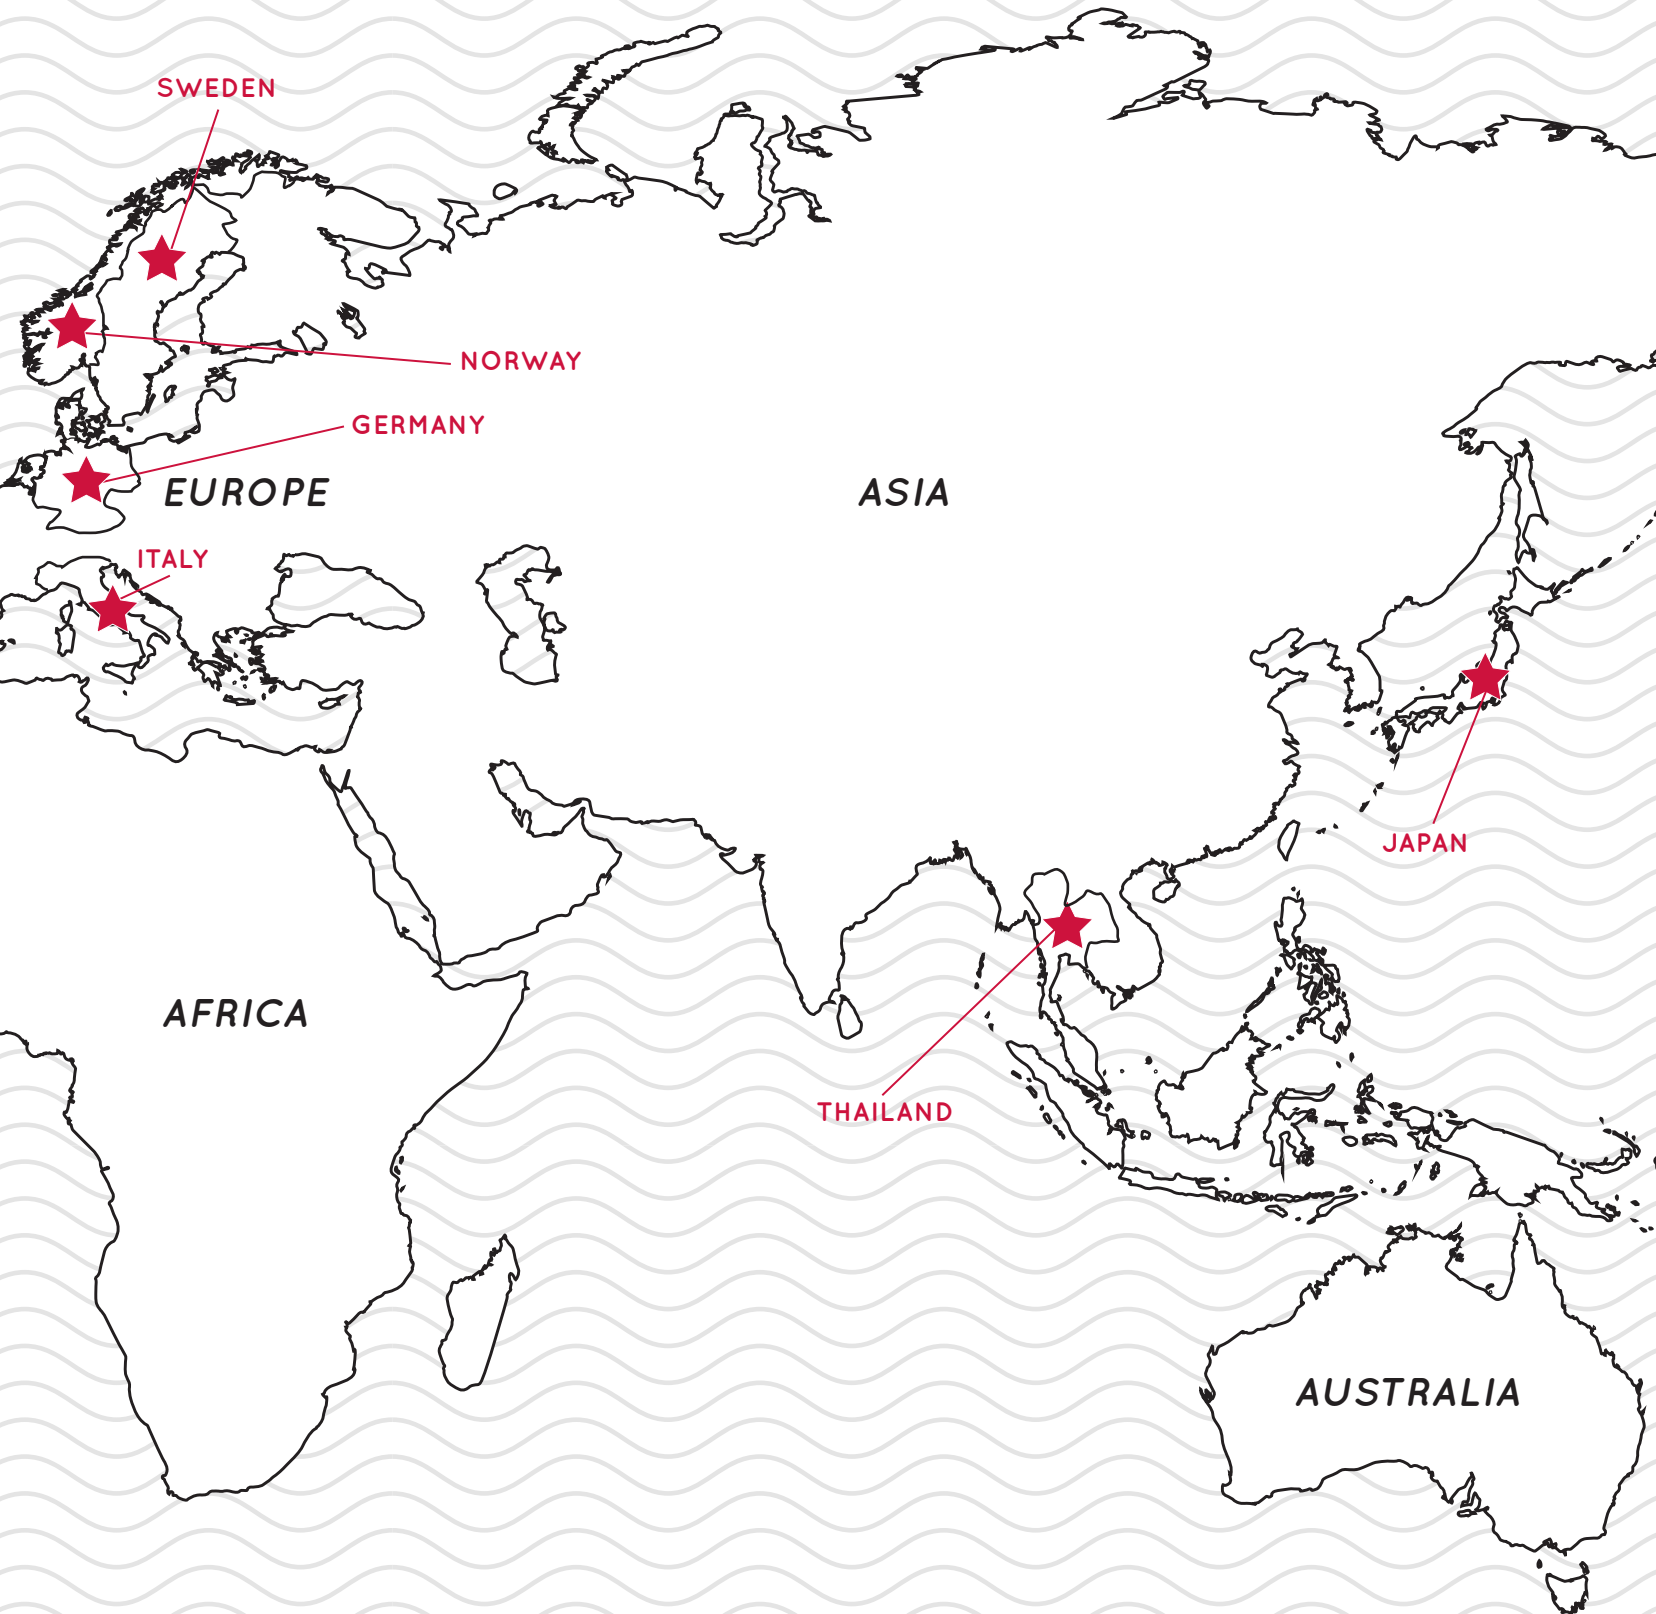 SWEDEN
NORWAY
GERMANY
EUROPE
ASIA
ITALY
JAPAN
AFRICA
THAILAND
AUSTRALIA